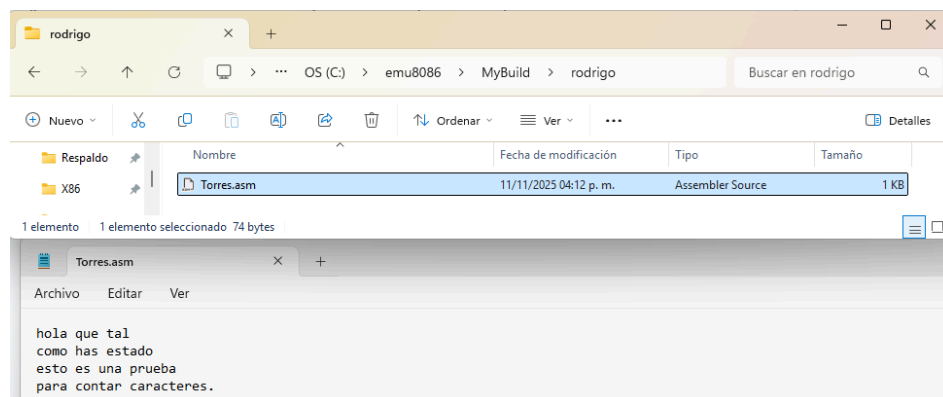 rodrigo
OS (C:) > emu8086 > MyBuild > rodrigo
Buscar en rodrigo
Nuevo
Ordenar
Ver
Detalles
Respaldo
X86
Nombre
Fecha de modificación
Tipo
Tamaño
Torres.asm
11/11/2025 04:12 p. m.
Assembler Source
1 KB
1 elemento
1 elemento seleccionado 74 bytes
Torres.asm
Archivo
Editar
Ver
hola que tal
como has estado
esto es una prueba
para contar caracteres.